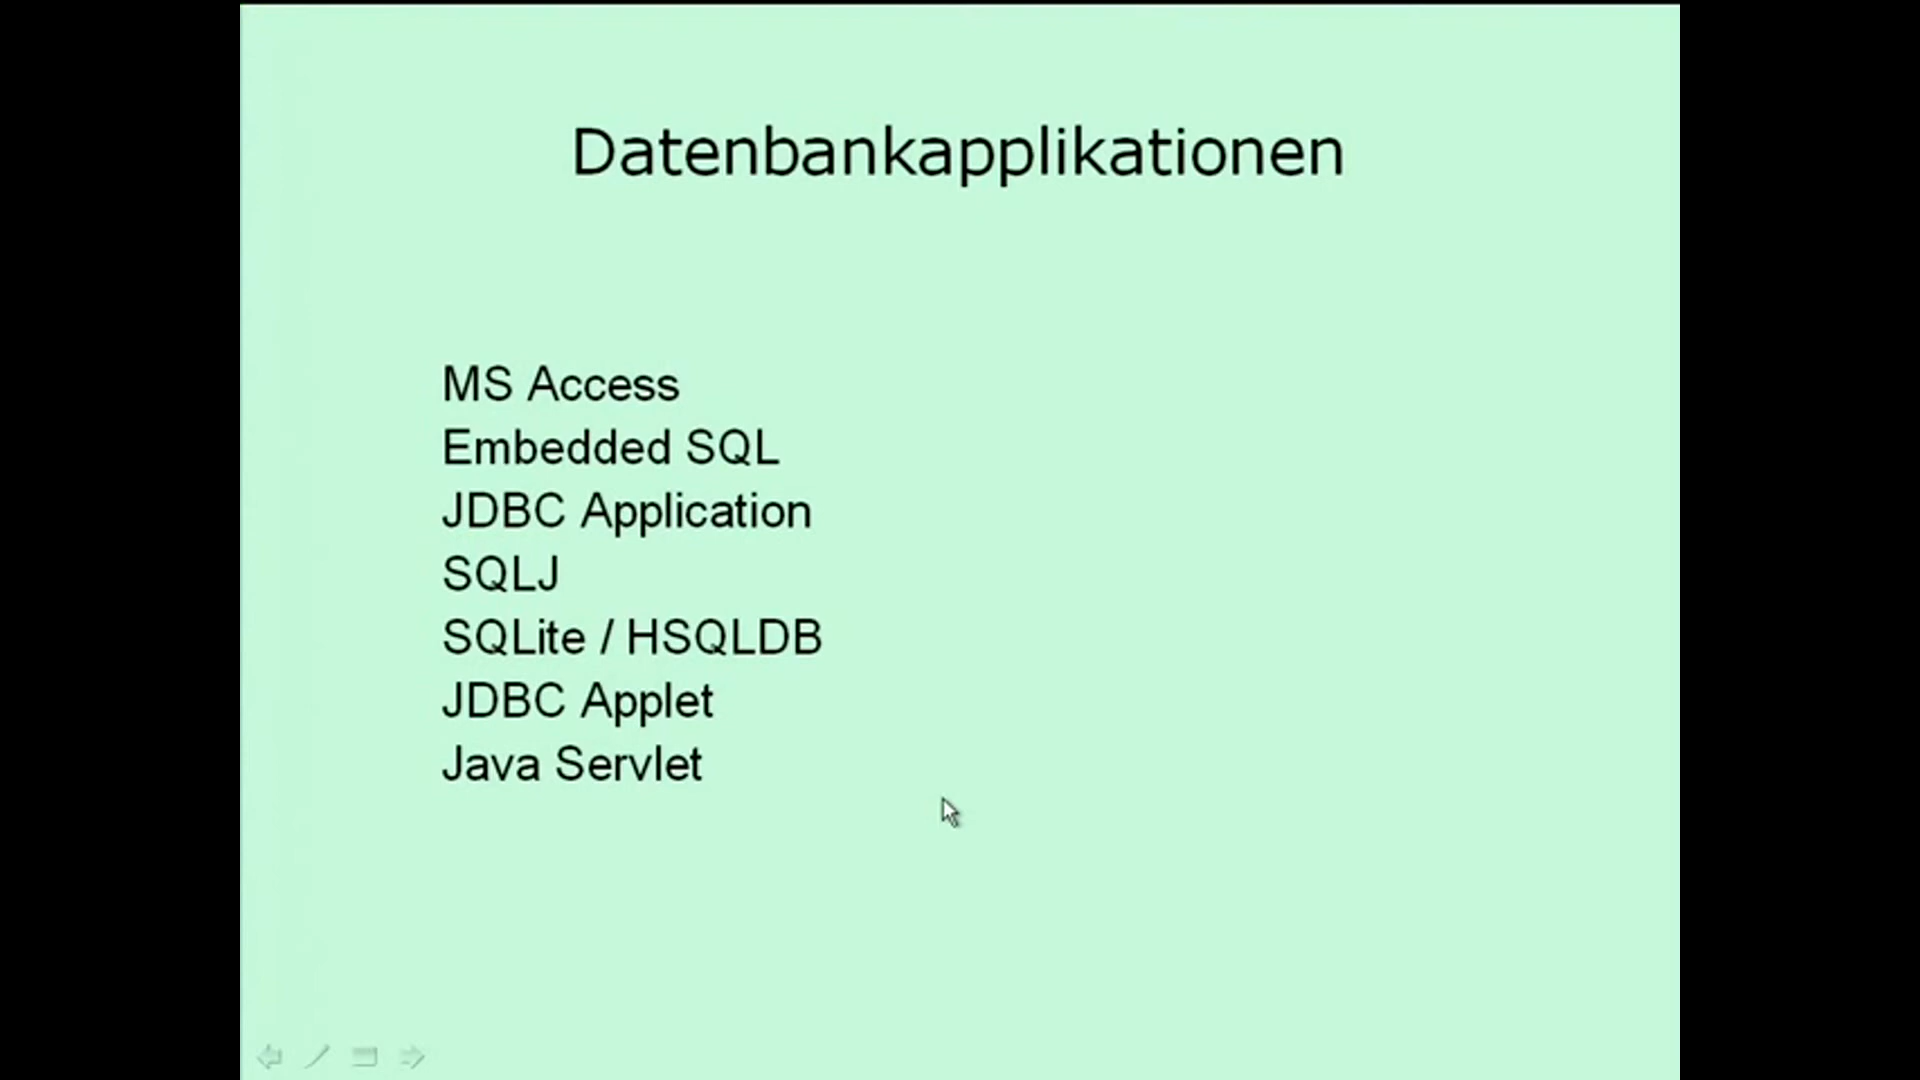 Datenbankapplikationen
MS Access
Embedded SQL
JDBC Application
SQLJ
SQLite / HSQLDB
JDBC Applet
Java Servlet